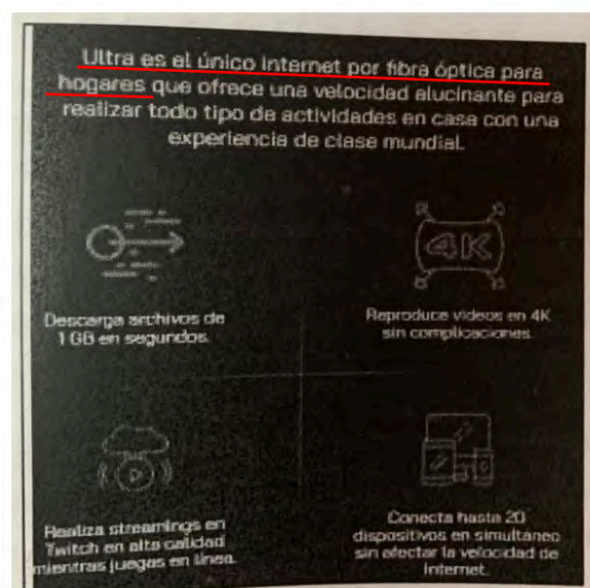 Ultra es el único Internet por fibra óptica para
hogares que ofrece una velocidad alucinante para
realizar todo tipo de actividades en casa con una
experiencia de clase mundial.
4K
Descarga archivos de
1 GB en segundos.
Reproduce videos en 4K
sin complicaciones.
Realiza streamings en
Twitch en alta calidad
mientras juegas en línea.
Conecta hasta 20
dispositivos en simultáneo
sin afectar la velocidad de
Internet.